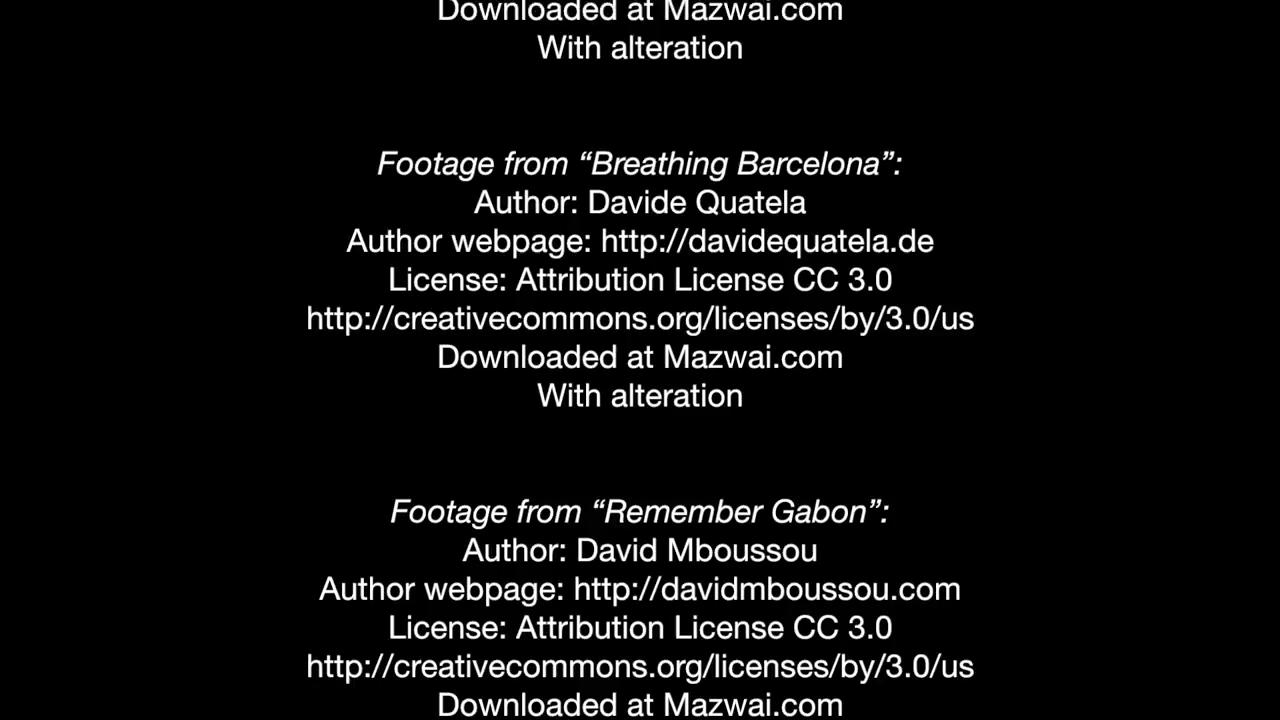 Downloaded at Mazwai.com
With alteration
Footage from “Breathing Barcelona”:
Author: Davide Quatela
Author webpage: http://davidequatela.de
License: Attribution License CC 3.0
http://creativecommons.org/licenses/by/3.0/us
Downloaded at Mazwai.com
With alteration
Footage from “Remember Gabon”:
Author: David Mboussou
Author webpage: http://davidmboussou.com
License: Attribution License CC 3.0
http://creativecommons.org/licenses/by/3.0/us
Downloaded at Mazwai.com